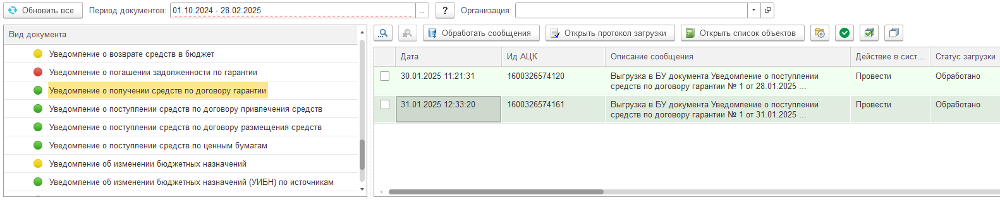 Обновить все
Период документов:
01.10.2024 - 28.02.2025
...
?
Организация:
Вид документа
Уведомление о возврате средств в бюджет
Уведомление о погашении задолженности по гарантии
Уведомление о получении средств по договору гарантии
Уведомление о поступлении средств по договору привлечения средств
Уведомление о поступлении средств по договору размещения средств
Уведомление о поступлении средств по ценным бумагам
Уведомление об изменении бюджетных назначений
Уведомление об изменении бюджетных назначений (УИБН) по источникам
Обработать сообщения
Открыть протокол загрузки
Открыть список объектов
Дата
Ид АЦК
Описание сообщения
Действие в сист...
Статус загрузки
30.01.2025 11:21:31
1600326574120
Выгрузка в БУ документа Уведомление о поступлении
средств по договору гарантии № 1 от 28.01.2025 ...
Провести
Обработано
31.01.2025 12:33:20
1600326574161
Выгрузка в БУ документа Уведомление о поступлении
средств по договору гарантии № 1 от 31.01.2025 ...
Провести
Обработано